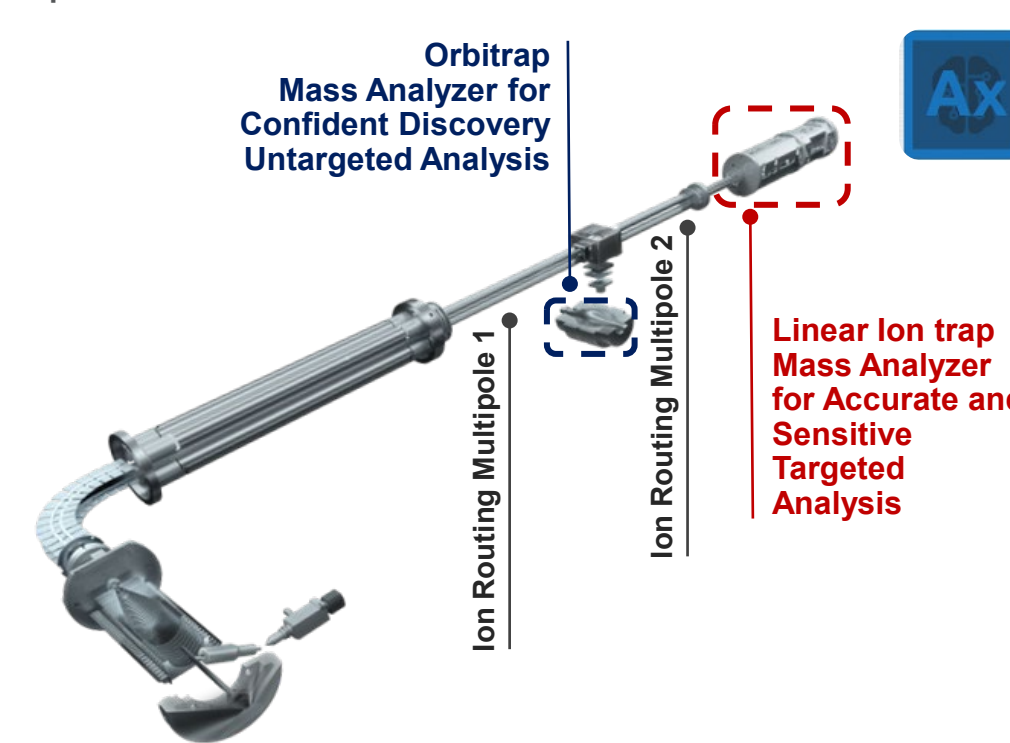 Orbitrap
Mass Analyzer for
Confident Discovery
Untargeted Analysis
Ax
Ion Routing Multipole 1
Ion Routing Multipole 2
Linear Ion trap
Mass Analyzer
for Accurate and
Sensitive
Targeted
Analysis